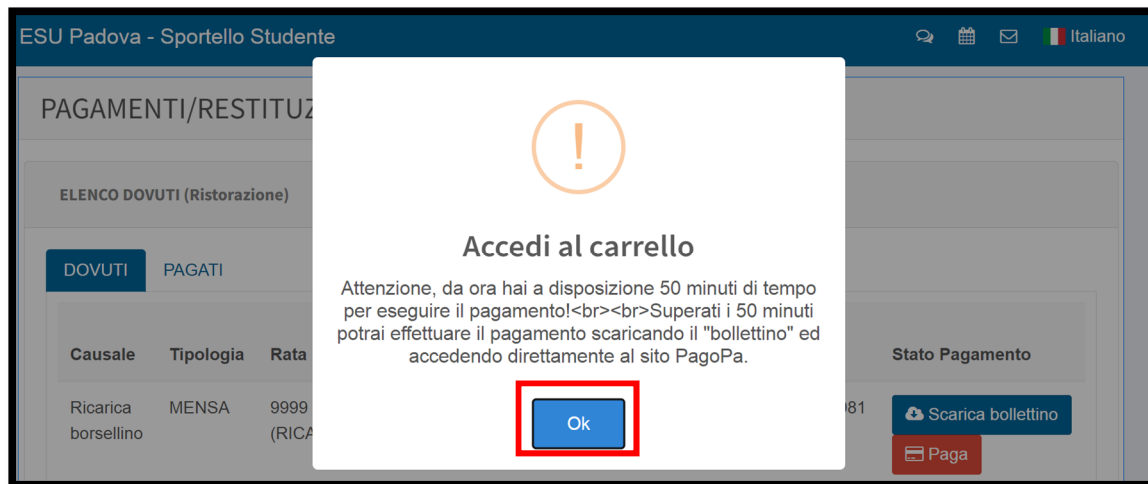 ESU Padova - Sportello Studente
Italiano
PAGAMENTI/RESTITUZ
ELENCO DOVUTI (Ristorazione)
!
Accedi al carrello
Attenzione, da ora hai a disposizione 50 minuti di tempo
per eseguire il pagamento!<br><br>Superati i 50 minuti
potrai effettuare il pagamento scaricando il "bollettino" ed
accedendo direttamente al sito PagoPa.
Ok
DOVUTI PAGATI
Causale Tipologia Rata Stato Pagamento
Ricarica MENSA 9999 981 Scarica bollettino
borsellino (RICA Paga